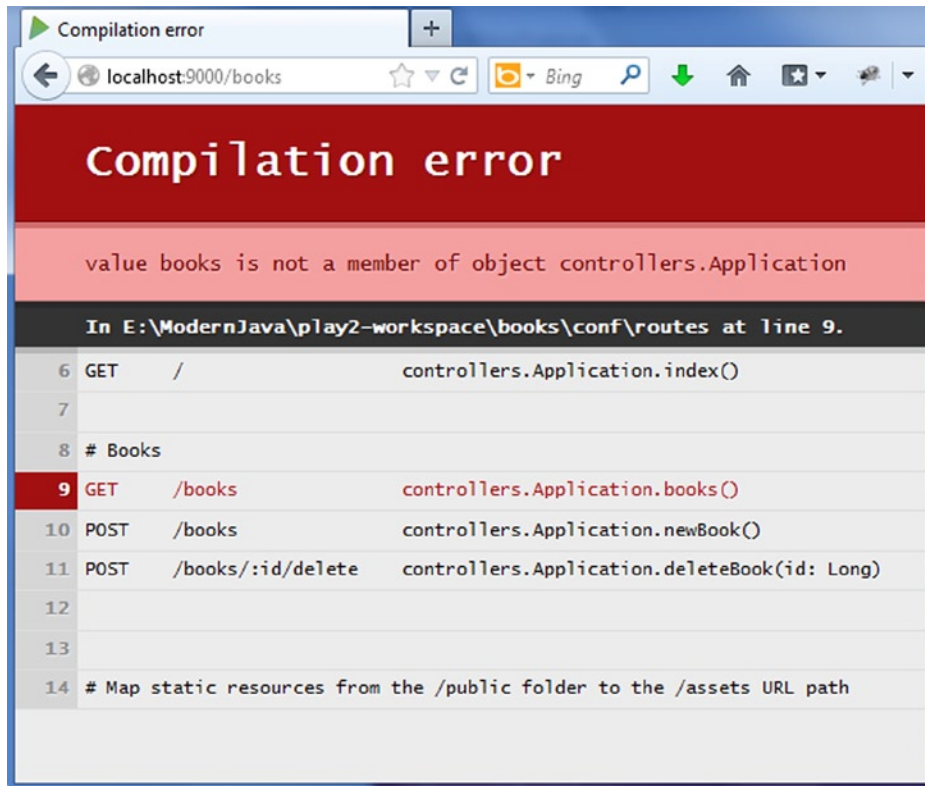 Compilation error
localhost:9000/books
Bing
Compilation error
value books is not a member of object controllers.Application
In E:\ModernJava\play2-workspace\books\conf\routes at line 9.
6 GET / controllers.Application.index()
7
8 # Books
9 GET /books controllers.Application.books()
10 POST /books controllers.Application.newBook()
11 POST /books/:id/delete controllers.Application.deleteBook(id: Long)
12
13
14 # Map static resources from the /public folder to the /assets URL path